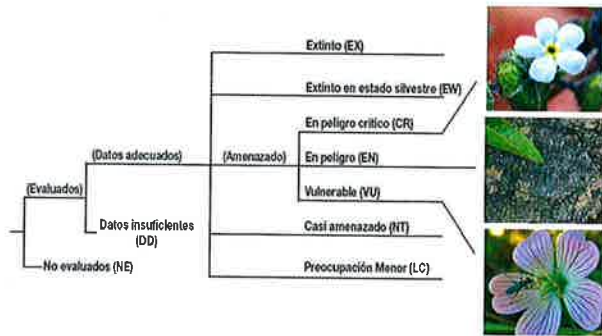 Extinto (EX)
Extinto en estado silvestre (EW)
En peligro crítico (CR)
(Datos adecuados)
(Amenazado)
En peligro (EN)
(Evaluados)
Vulnerable (VU)
Datos insuficientes
(DD)
Casi amenazado (NT)
No evaluados (NE)
Preocupación Menor (LC)